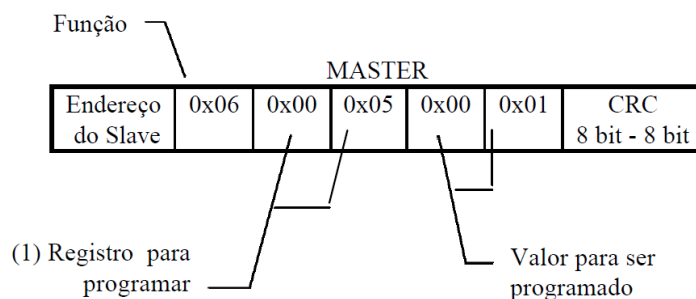 Função
MASTER
Endereço do Slave
0x06
0x00
0x05
0x00
0x01
CRC
8 bit - 8 bit
(1) Registro para programar
Valor para ser programado